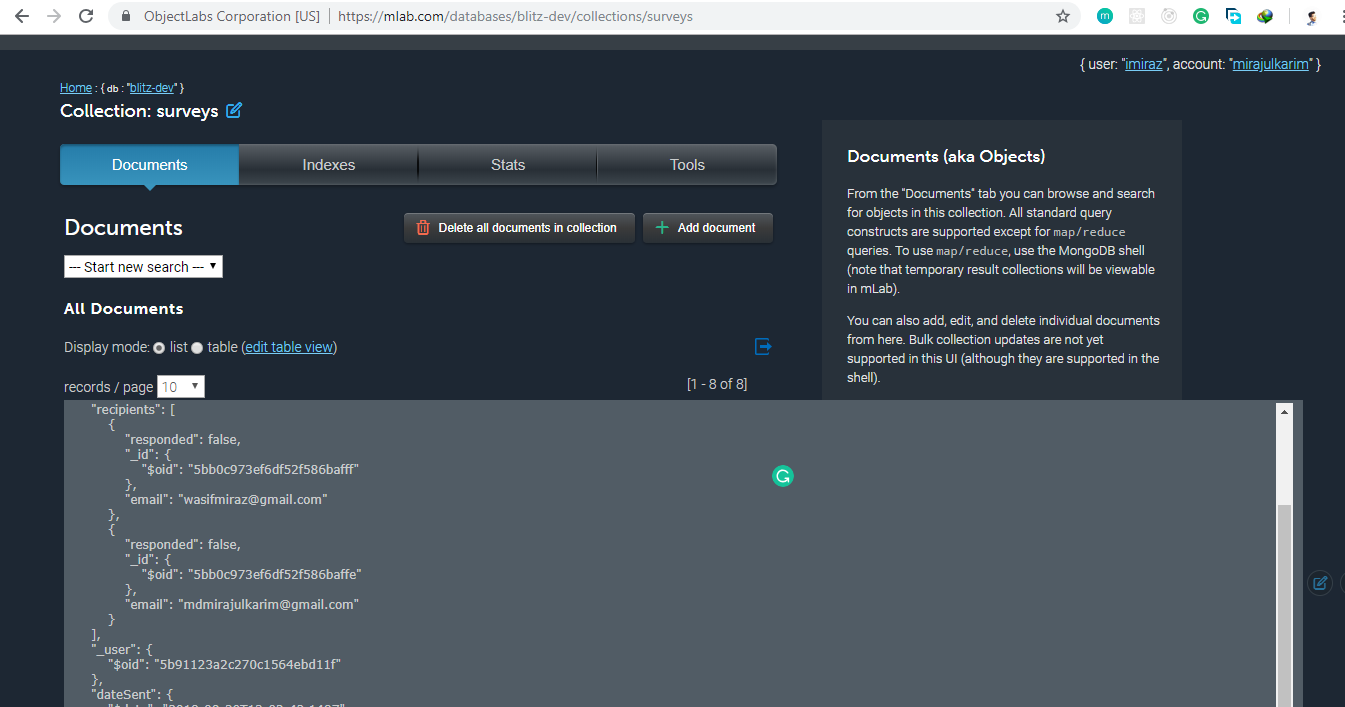 ObjectLabs Corporation [US] | https://mlab.com/databases/blitz-dev/collections/surveys
{ user: "imiraz", account: "mirajulkarim" }
Home : { db : "blitz-dev" }
Collection: surveys
Documents
Indexes
Stats
Tools
Documents
Delete all documents in collection
+ Add document
--- Start new search ---
All Documents
Display mode: list table (edit table view)
records / page 10
[1 - 8 of 8]
Documents (aka Objects)
From the "Documents" tab you can browse and search
for objects in this collection. All standard query
constructs are supported except for map/reduce
queries. To use map/reduce, use the MongoDB shell
(note that temporary result collections will be viewable
in mLab).
You can also add, edit, and delete individual documents
from here. Bulk collection updates are not yet
supported in this UI (although they are supported in the
shell).
"recipients": [
{
"responded": false,
"_id": {
"$oid": "5bb0c973ef6df52f586bafff"
},
"email": "wasifmiraz@gmail.com"
},
{
"responded": false,
"_id": {
"$oid": "5bb0c973ef6df52f586baffe"
},
"email": "mdmirajulkarim@gmail.com"
}
],
"_user": {
"$oid": "5b91123a2c270c1564ebd11f"
},
"dateSent": {